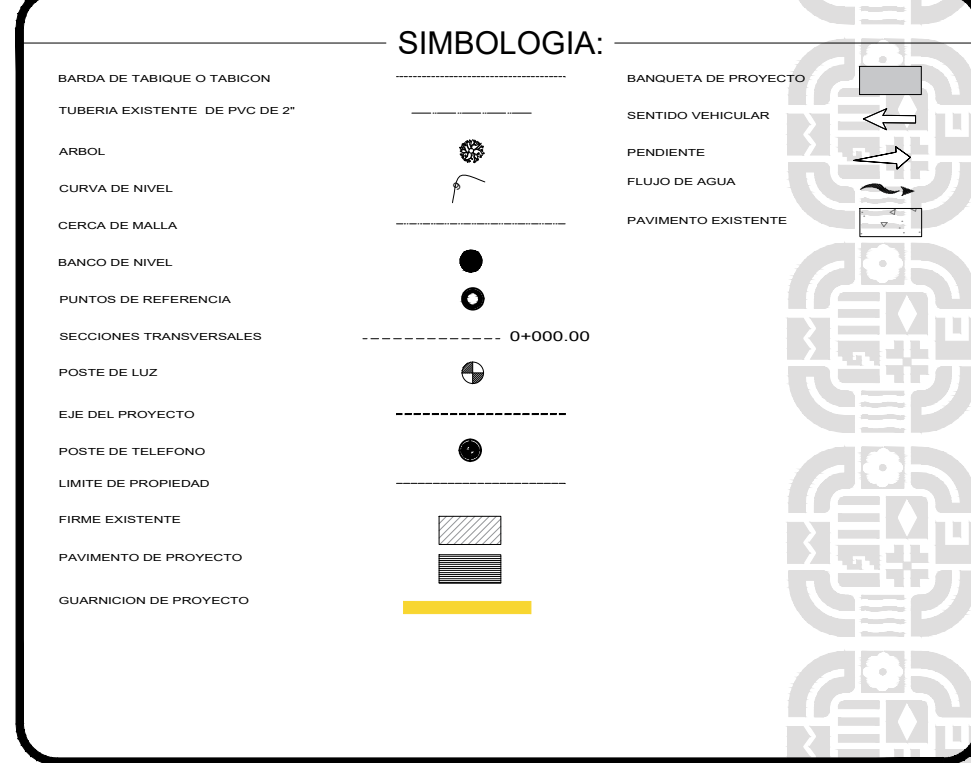 SIMBOLOGIA:
BARDA DE TABIQUE O TABICON
TUBERIA EXISTENTE DE PVC DE 2"
ARBOL
CURVA DE NIVEL
CERCA DE MALLA
BANCO DE NIVEL
PUNTOS DE REFERENCIA
SECCIONES TRANSVERSALES 0+000.00
POSTE DE LUZ
EJE DEL PROYECTO
POSTE DE TELEFONO
LIMITE DE PROPIEDAD
FIRME EXISTENTE
PAVIMENTO DE PROYECTO
GUARNICION DE PROYECTO
BANQUETA DE PROYECTO
SENTIDO VEHICULAR
PENDIENTE
FLUJO DE AGUA
PAVIMENTO EXISTENTE